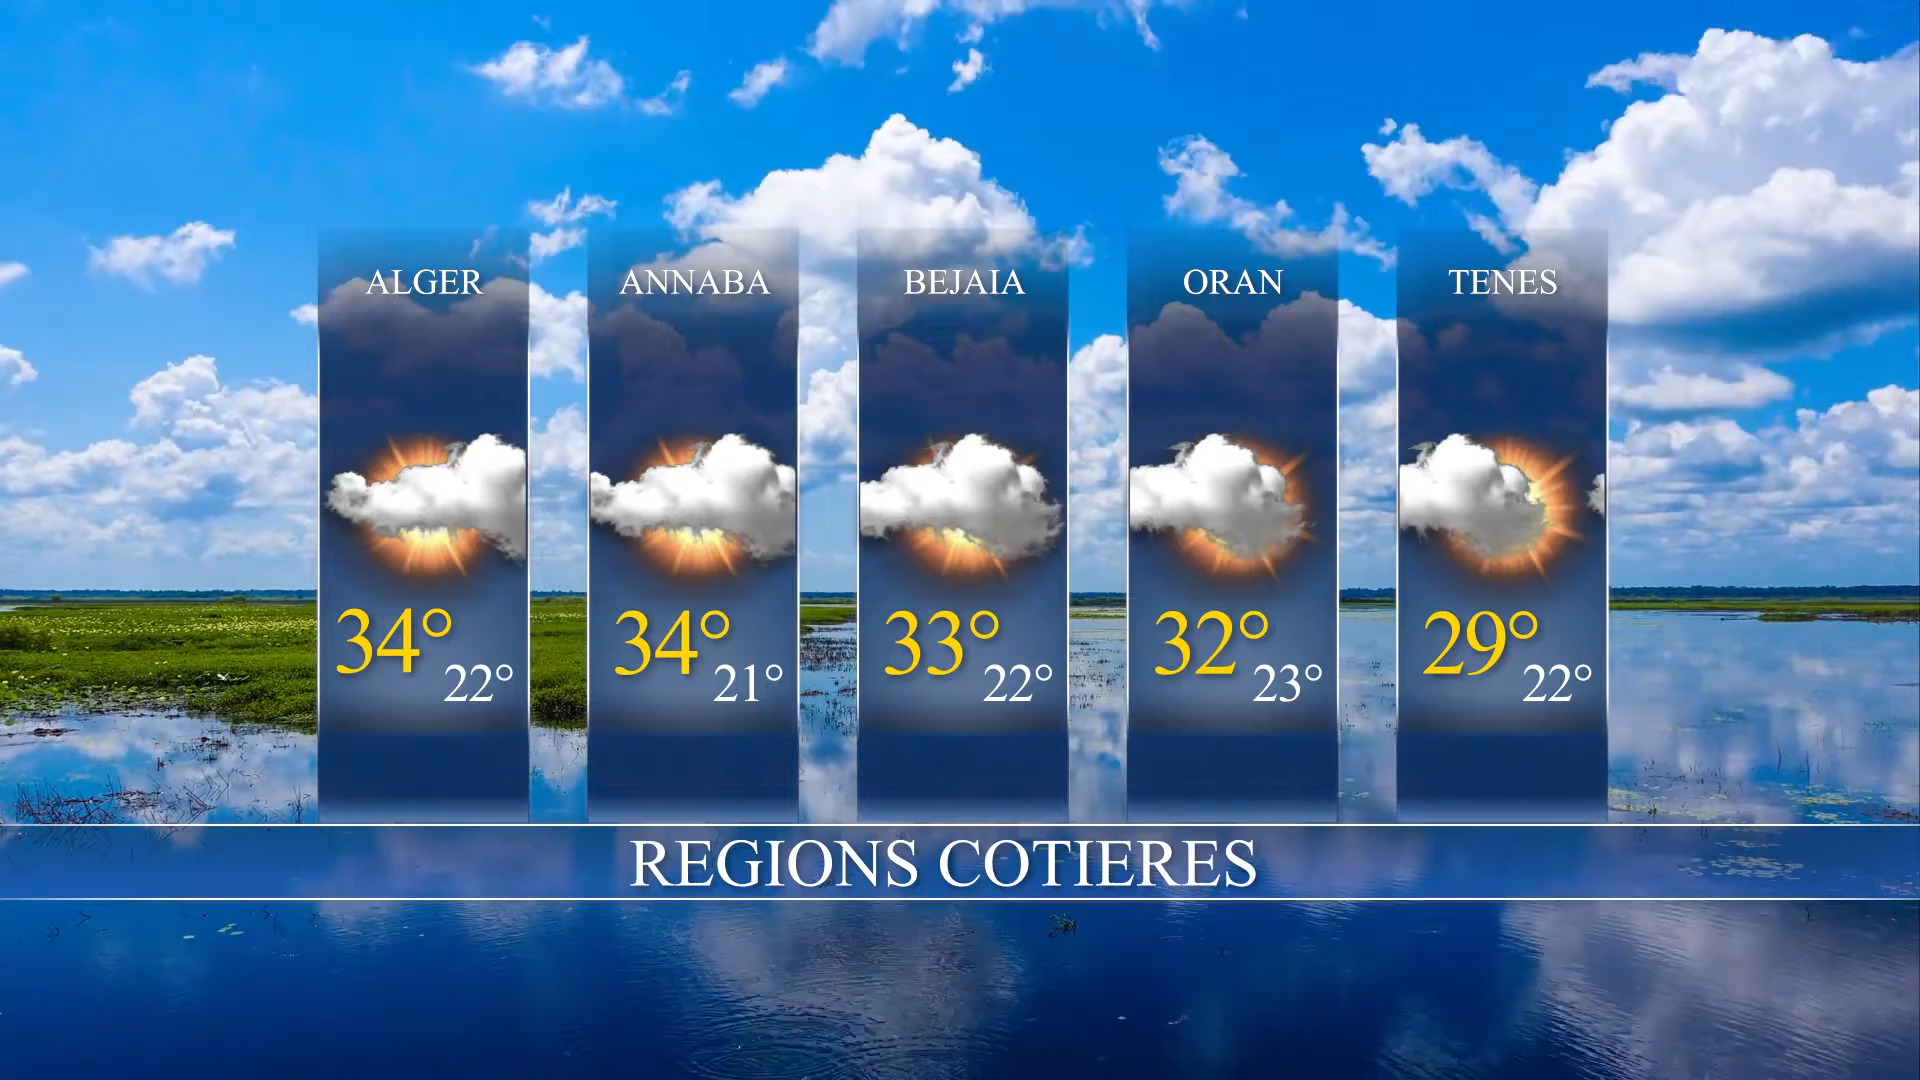 ALGER
34°
22°
ANNABA
34°
21°
BEJAIA
33°
22°
ORAN
32°
23°
TENES
29°
22°
REGIONS COTIERES